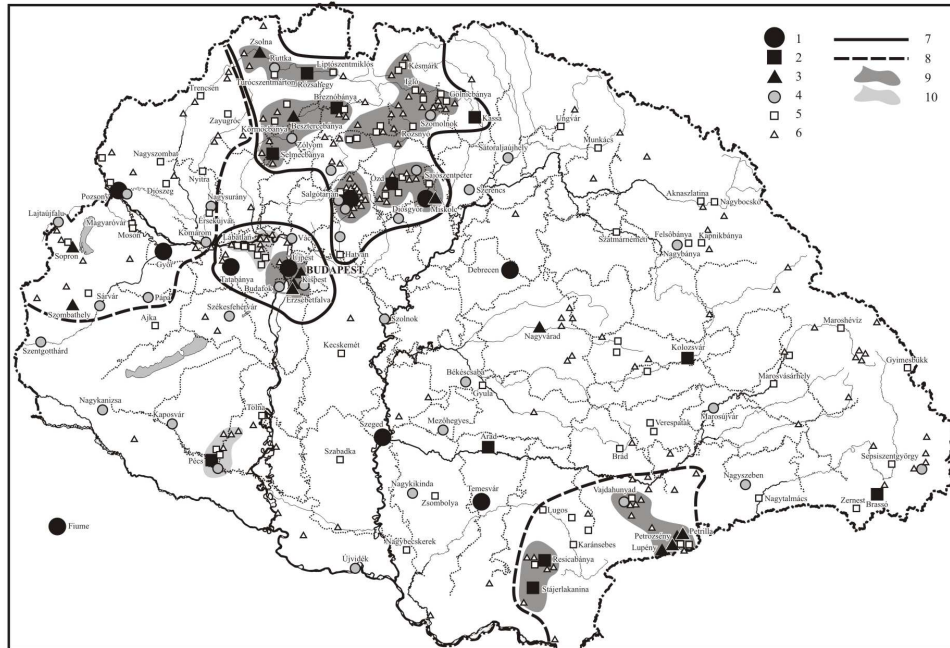 Zsolna
Ruttka
Turócszentmárton
Rózsahegy
Liptószentmiklós
Késmárk
Igló
Gölnicbánya
Szomolnok
Rozsnyó
Kassa
Trencsén
Zayugróc
Breznóbánya
Körmöcbánya
Besztercebánya
Zólyom
Selmecbánya
Nagyszombat
Nyitra
Diószeg
Pozsony
Nagysurány
Érsekújvár
Komárom
Lajtaújfalu
Magyaróvár
Moson
Sopron
Győr
Salgótarján
Ózd
Sajószentpéter
Diósgyőr
Miskolc
Sátoraljaújhely
Szerencs
Ungvár
Munkács
Aknaszlatina
Nagybocskó
Szatmárnémeti
Felsőbánya
Kapnikbánya
Nagybánya
Lábatlan
Vác
Hatvan
Újpest
BUDAPEST
Tatabánya
Kispest
Budafok
Erzsébetfalva
Debrecen
Sárvár
Pápa
Szombathely
Ajka
Székesfehérvár
Szentgotthárd
Szolnok
Kecskemét
Nagyvárad
Kolozsvár
Maroshévíz
Gyimesbükk
Marosvásárhely
Békéscsaba
Gyula
Marosújvár
Nagykanizsa
Kaposvár
Tolna
Szeged
Mezőhegyes
Arad
Verespatak
Brád
Pécs
Szabadka
Nagyszeben
Nagytalmács
Sepsiszentgyörgy
Zernest
Brassó
Nagykikinda
Zsombolya
Temesvár
Vajdahunyad
Lugos
Petrozsény
Petrilla
Lupény
Karánsebes
Resicabánya
Stájerlakanina
Fiume
Nagybecskerek
Újvidék
1
2
3
4
5
6
7
8
9
10